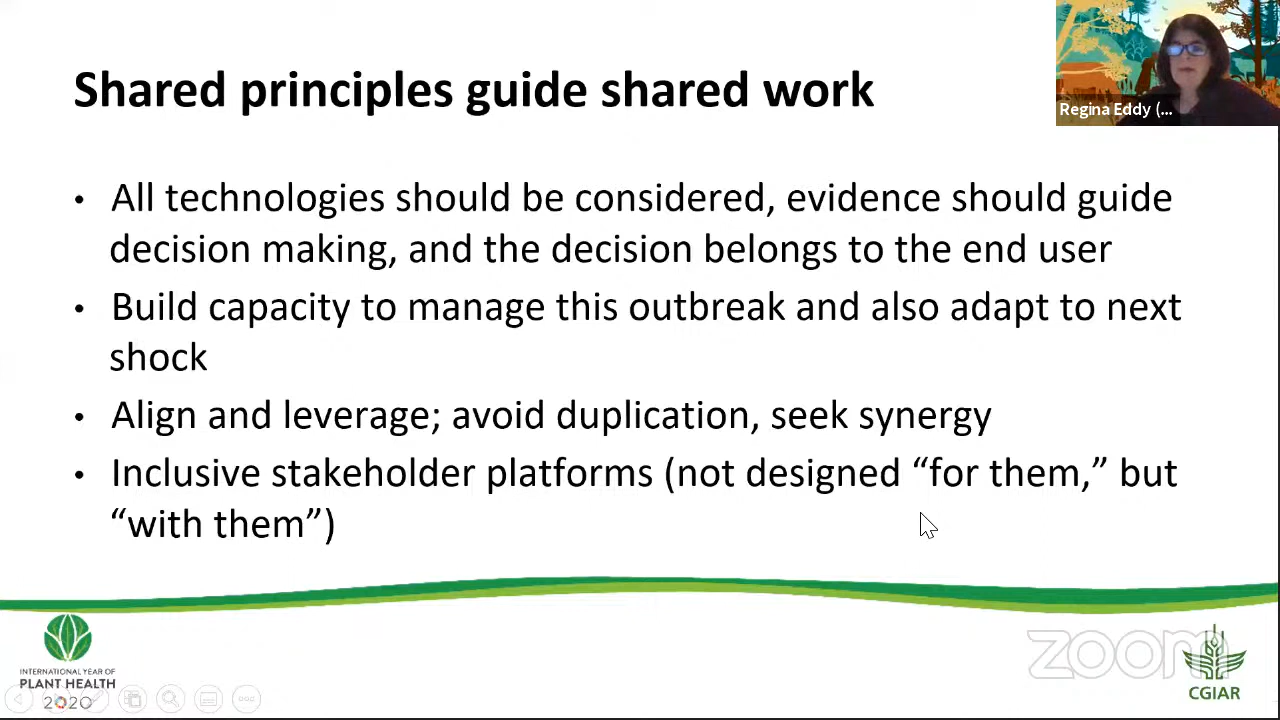 Shared principles guide shared work
Regina Eddy (...
• All technologies should be considered, evidence should guide
decision making, and the decision belongs to the end user
• Build capacity to manage this outbreak and also adapt to next
shock
• Align and leverage; avoid duplication, seek synergy
• Inclusive stakeholder platforms (not designed “for them,” but
“with them”)
INTERNATIONAL YEAR OF
PLANT HEALTH
2020
zoom
CGIAR